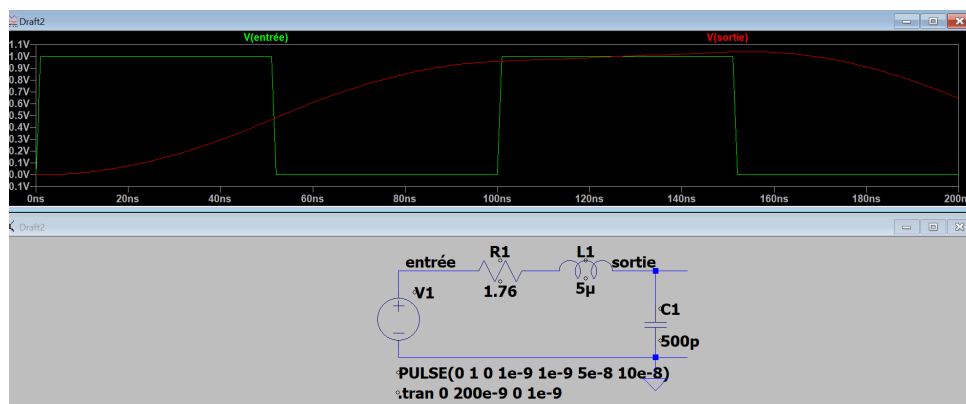 Draft2
V(entrée) V(sortie)
1.1V
1.0V
0.9V
0.8V
0.7V
0.6V
0.5V
0.4V
0.3V
0.2V
0.1V
0.0V
0.1V
0ns 20ns 40ns 60ns 80ns 100ns 120ns 140ns 160ns 180ns 200n
Draft2
R1 L1
entrée sortie
V1 1.76 5µ
C1
500p
PULSE(0 1 0 1e-9 1e-9 5e-8 10e-8)
.tran 0 200e-9 0 1e-9